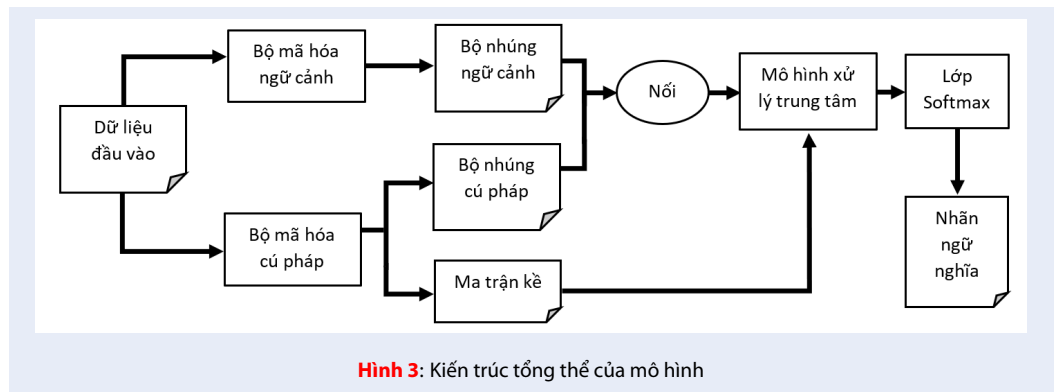 Bộ mã hóa
ngữ cảnh
Bộ nhúng
ngữ cảnh
Nối
Mô hình xử
lý trung tâm
Lớp
Softmax
Dữ liệu
đầu vào
Bộ nhúng
cú pháp
Bộ mã hóa
cú pháp
Ma trận kề
Nhãn
ngữ
nghĩa
Hình 3: Kiến trúc tổng thể của mô hình